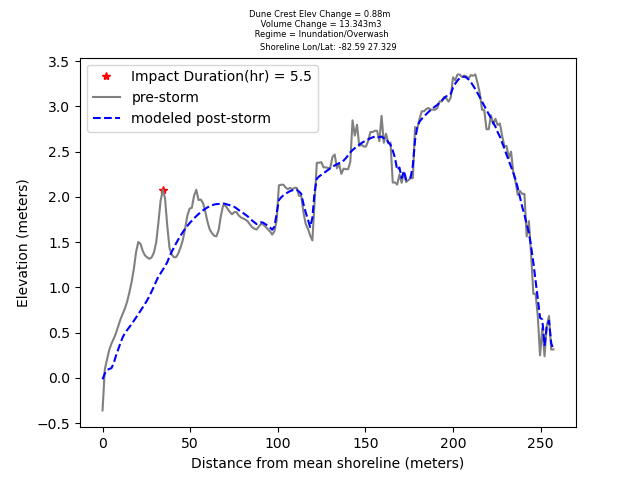 Dune Crest Elev Change = 0.88m
Volume Change = 13.343m3
Regime = Inundation/Overwash
Shoreline Lon/Lat: -82.59 27.329
3.5
3.0
2.5
2.0
1.5
1.0
0.5
0.0
−0.5
Elevation (meters)
Impact Duration(hr) = 5.5
pre-storm
modeled post-storm
0 50 100 150 200 250
Distance from mean shoreline (meters)